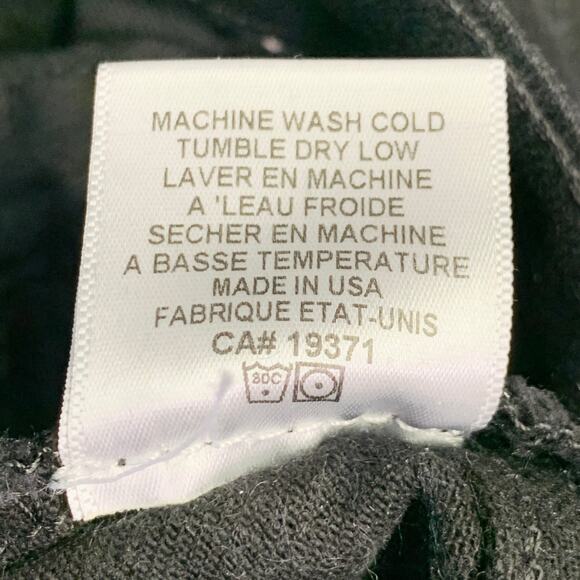 MACHINE WASH COLD
TUMBLE DRY LOW
LAVER EN MACHINE
A 'LEAU FROIDE
SECHER EN MACHINE
A BASSE TEMPERATURE
MADE IN USA
FABRIQUE ETAT-UNIS
CA# 19371
30C